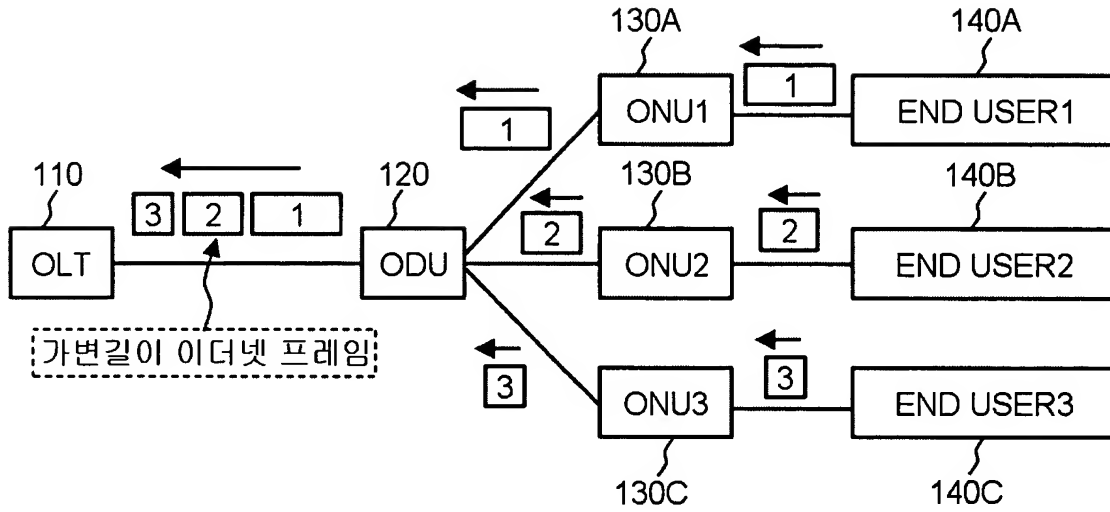 130A
140A
1
1
ONU1
END USER1
1
110
120
130B
140B
3
2
1
2
2
OLT
ODU
ONU2
END USER2
가변길이 이더넷 프레임
3
3
ONU3
END USER3
130C
140C